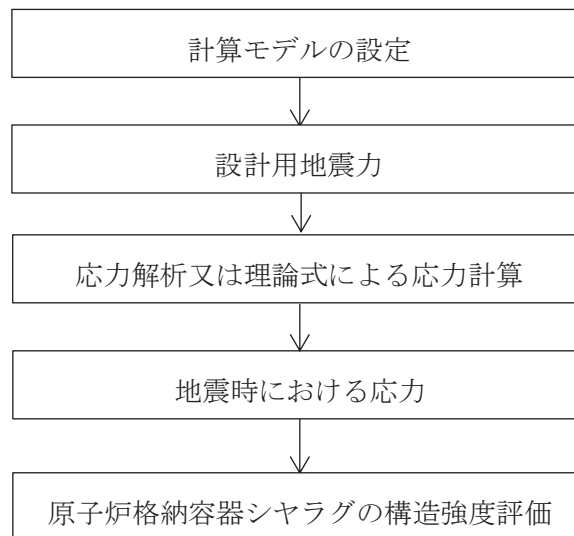 計算モデルの設定
設計用地震力
応力解析又は理論式による応力計算
地震時における応力
原子炉格納容器シヤラグの構造強度評価